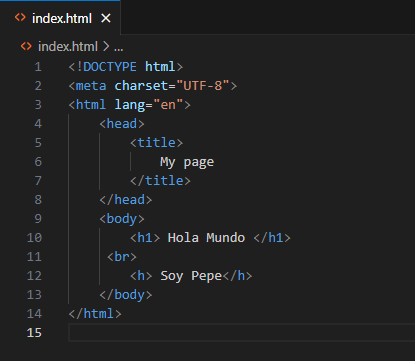 index.html ×
index.html > ...
1 <!DOCTYPE html>
2 <meta charset="UTF-8">
3 <html lang="en">
4 <head>
5 <title>
6 My page
7 </title>
8 </head>
9 <body>
10 <h1> Hola Mundo </h1>
11 <br>
12 <h> Soy Pepe</h>
13 </body>
14 </html>
15